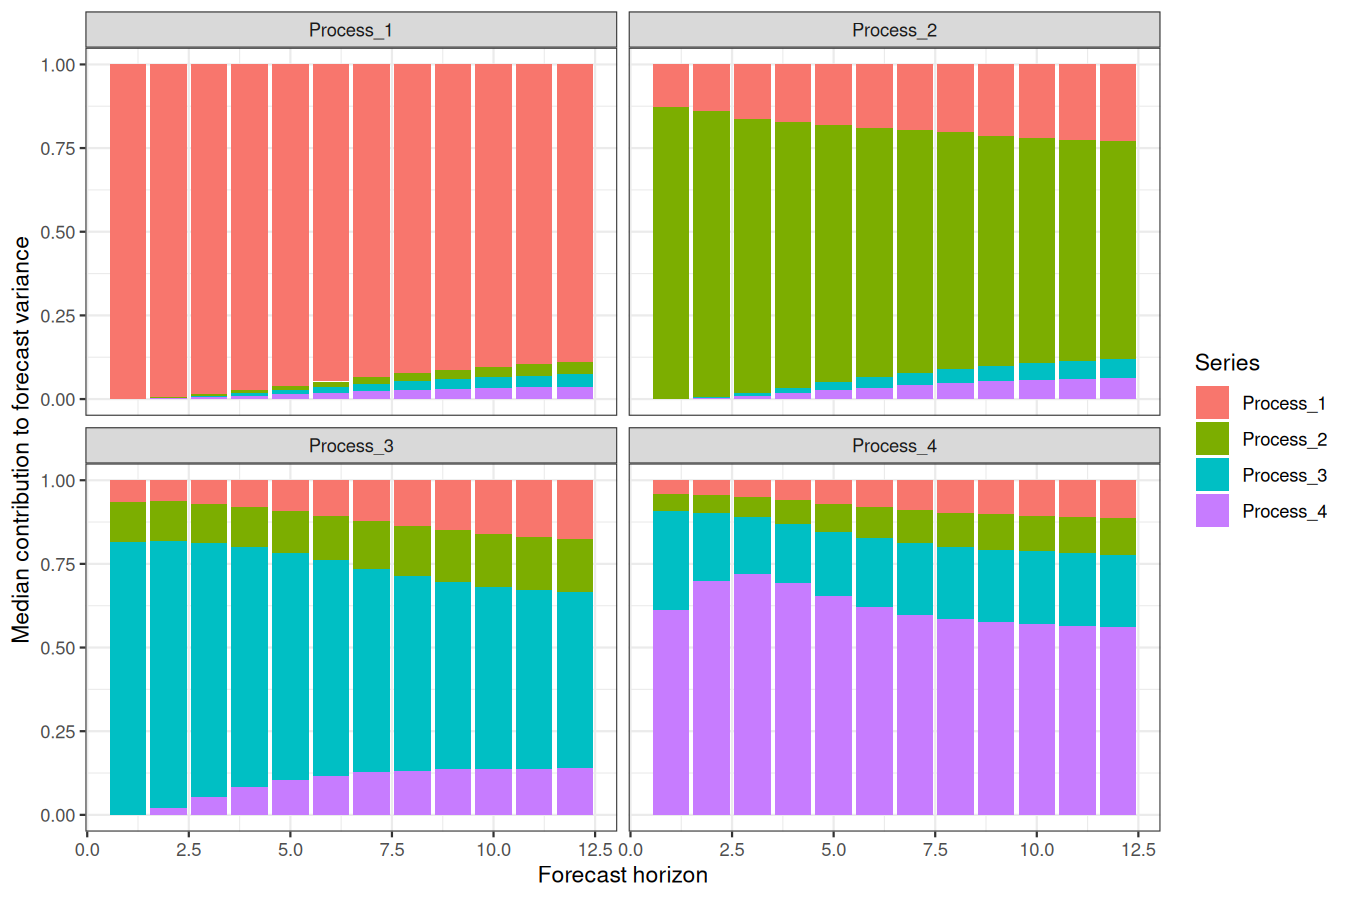 Process_1
Process_2
1.00
0.75
0.50
0.25
0.00
Process_3
Process_4
1.00
0.75
0.50
0.25
0.00
0.0 2.5 5.0 7.5 10.0 12.5 0.0 2.5 5.0 7.5 10.0 12.5
Forecast horizon
Median contribution to forecast variance
Series
Process_1
Process_2
Process_3
Process_4